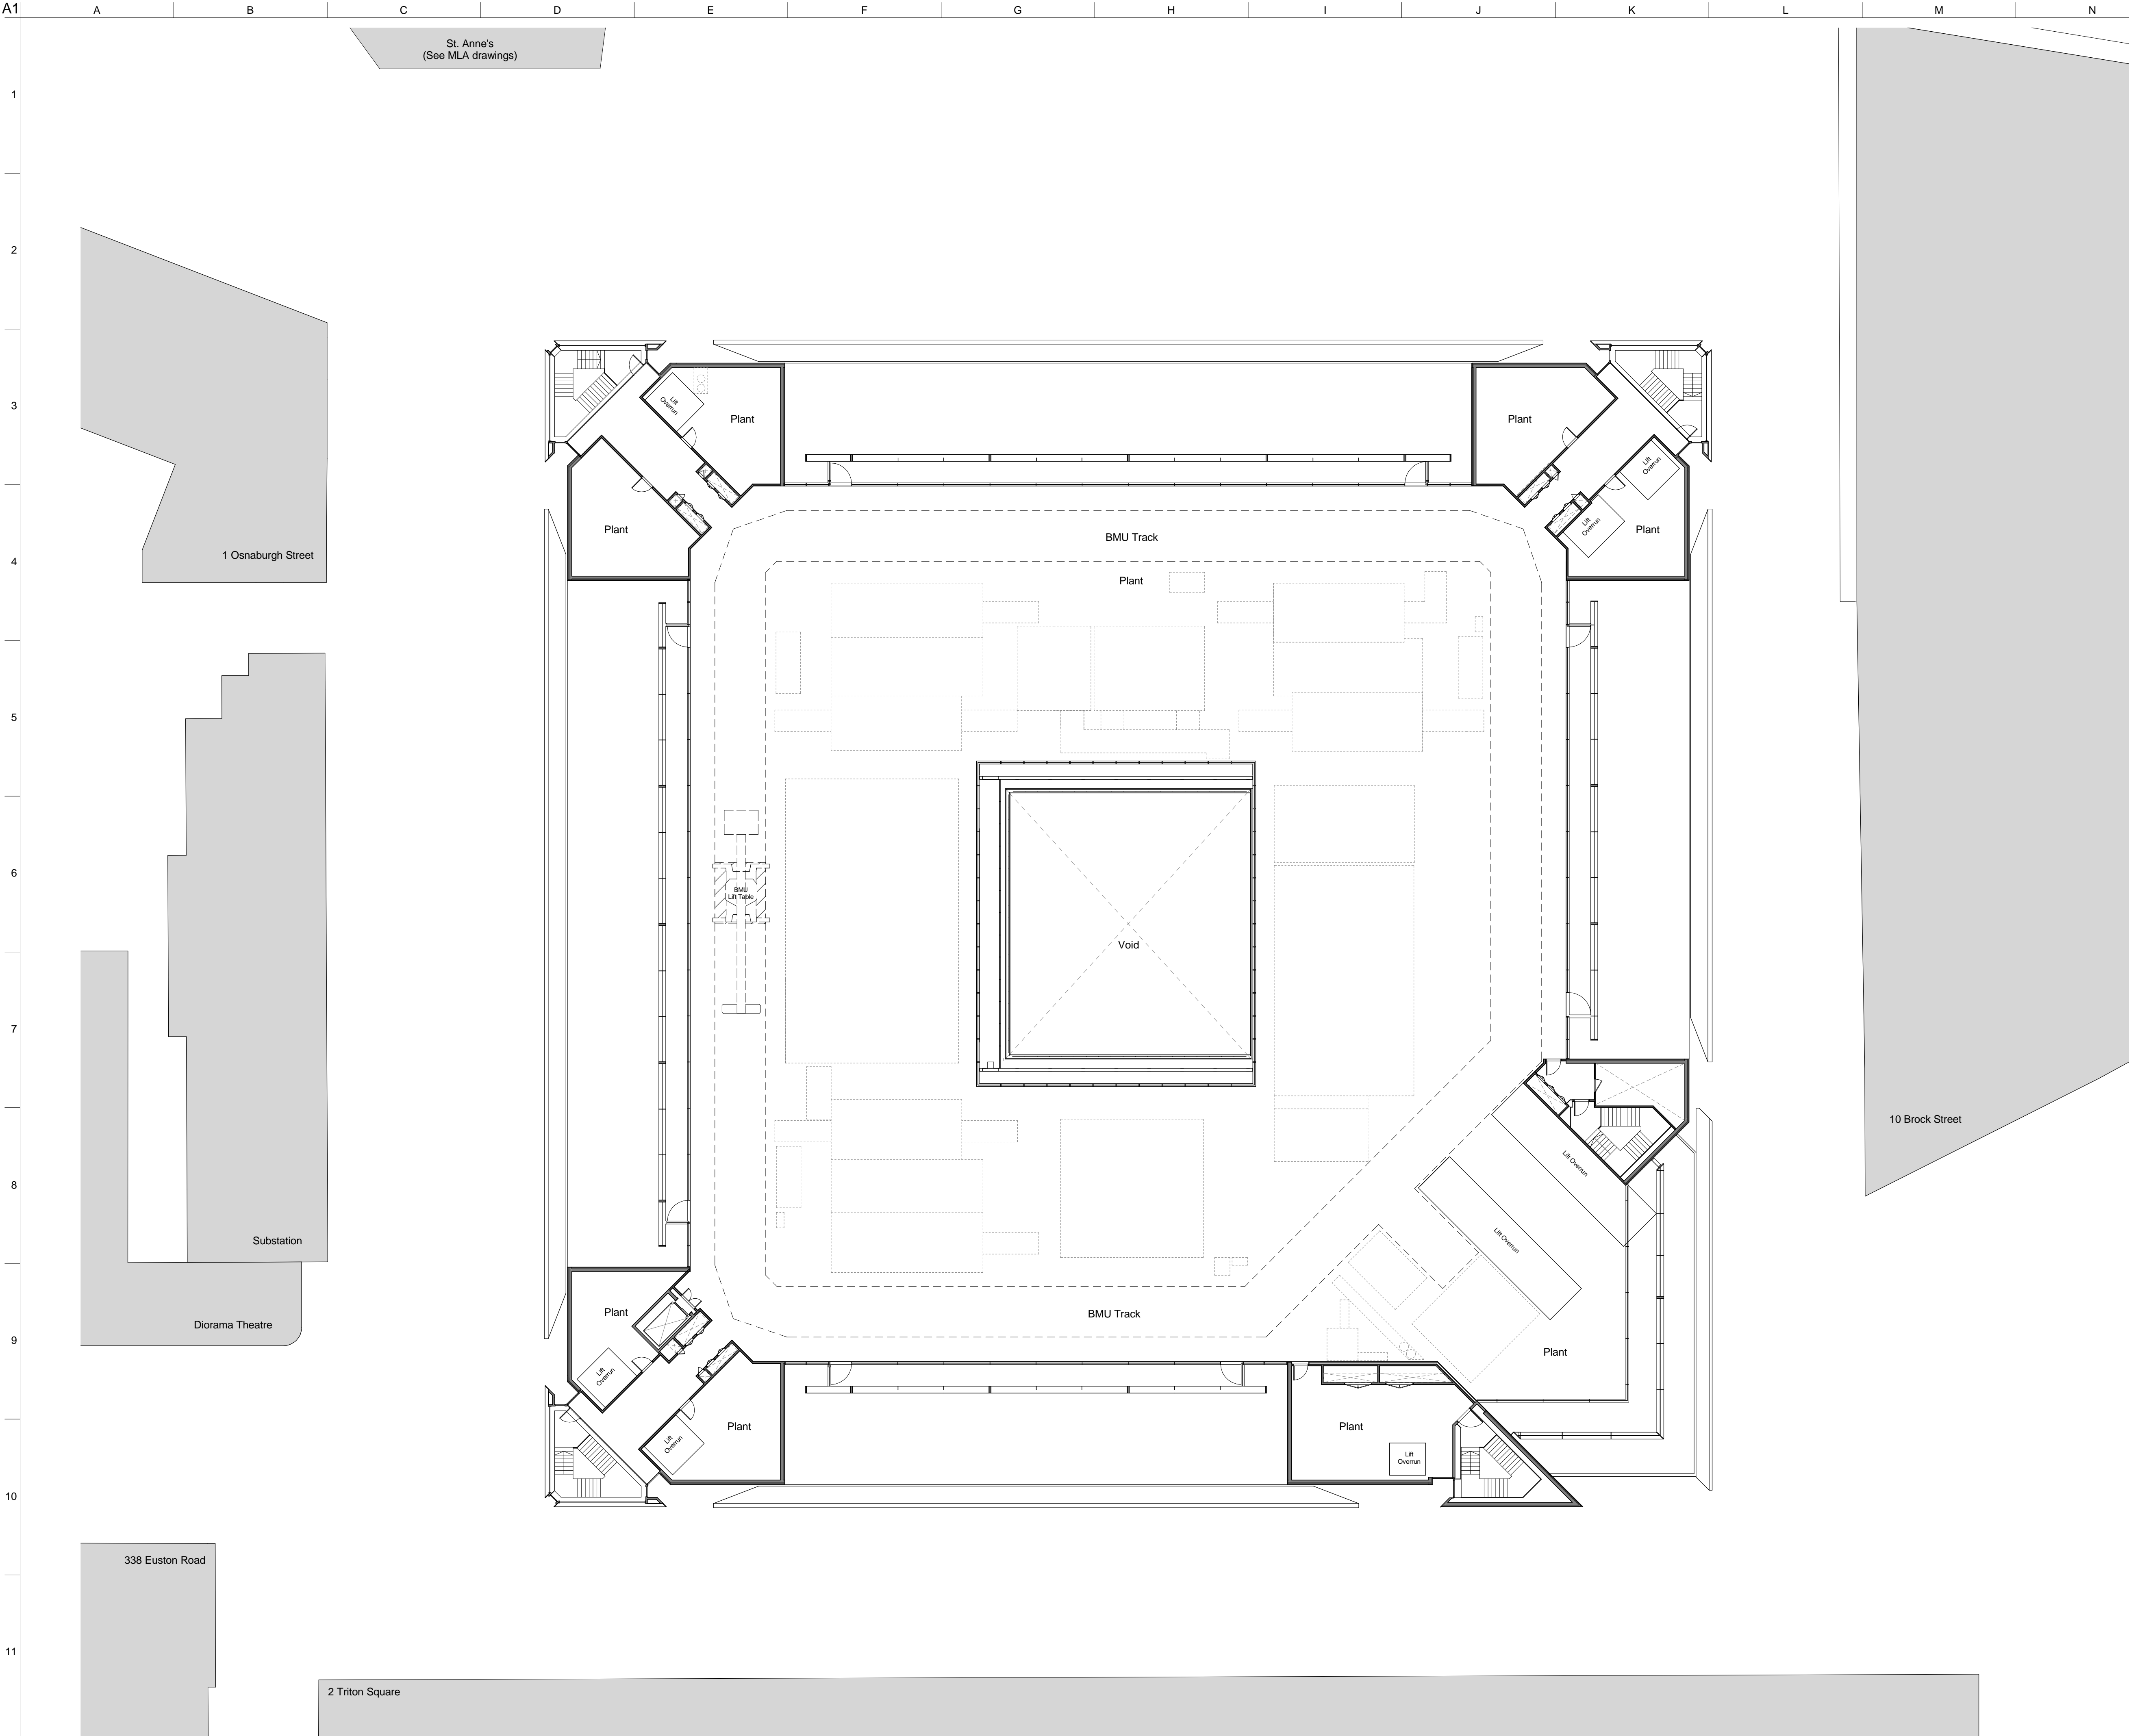 A1
A
B
C
D
E
F
G
H
I
J
K
L
M
N
St. Anne's
(See MLA drawings)
1
2
3
Lift
Overrun
Plant
Plant
Lift
Overrun
Plant
Lift
Overrun
Plant
4
1 Osnaburgh Street
BMU Track
Plant
5
6
BMU
Lift Table
Void
7
10 Brock Street
8
Lift Overrun
Lift Overrun
Substation
9
Plant
BMU Track
Diorama Theatre
Plant
Lift
Overrun
Lift
Overrun
Plant
Plant
Lift
Overrun
10
338 Euston Road
11
2 Triton Square